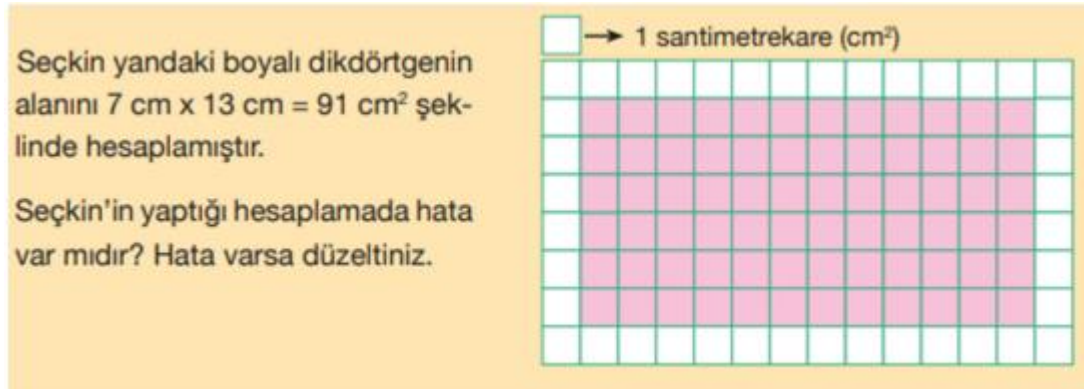 1 santimetrekare (cm²)
Seçkin yandaki boyalı dikdörtgenin
alanını 7 cm x 13 cm = 91 cm² şek-
linde hesaplamıştır.
Seçkin’in yaptığı hesaplamada hata
var mıdır? Hata varsa düzeltiniz.